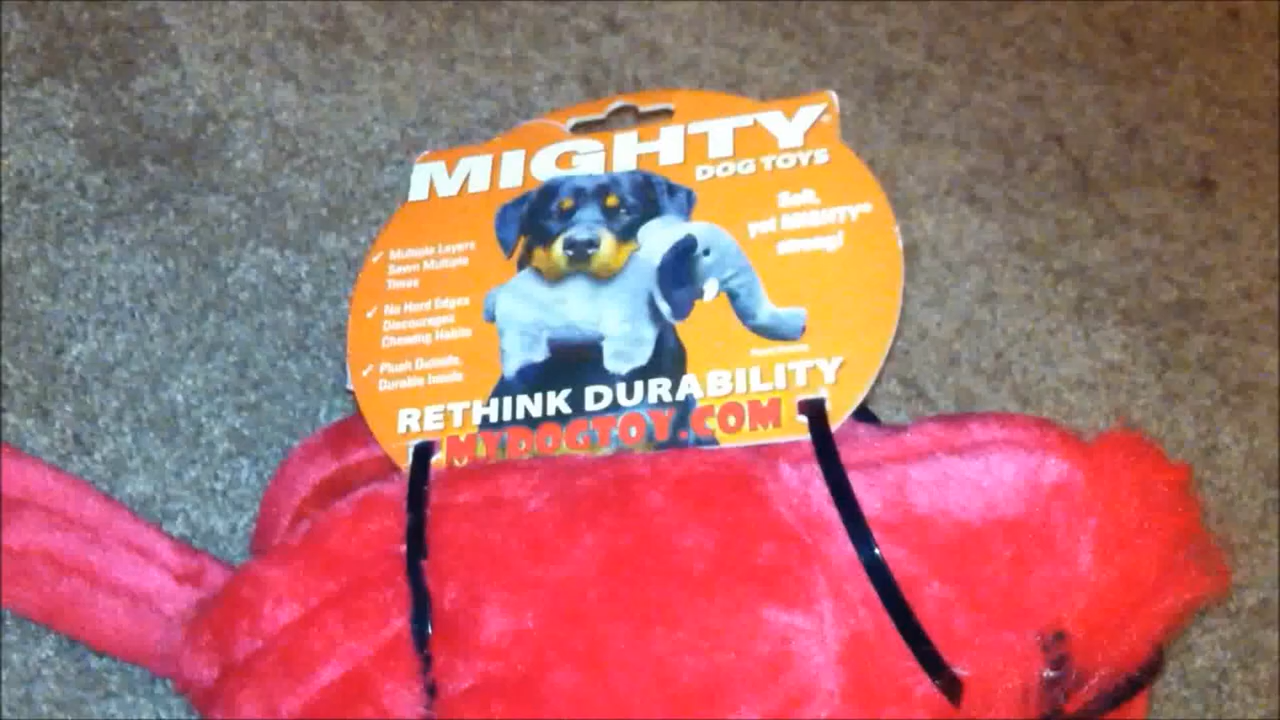 MIGHTY®
DOG TOYS
Soft,
yet MIGHTY®
strong!
✓ Multiple Layers
Sewn Multiple
Times
✓ No Hard Edges
Discourages
Chewing Habits
✓ Plush Outside,
Durable Inside
RETHINK DURABILITY
MYDOGTOY.COM